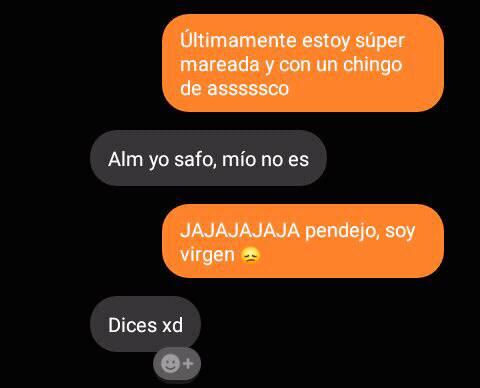 Últimamente estoy súper
mareada y con un chingo
de asssssco
Alm yo safo, mío no es
JAJAJAJAJA pendejo, soy
virgen 😞
Dices xd